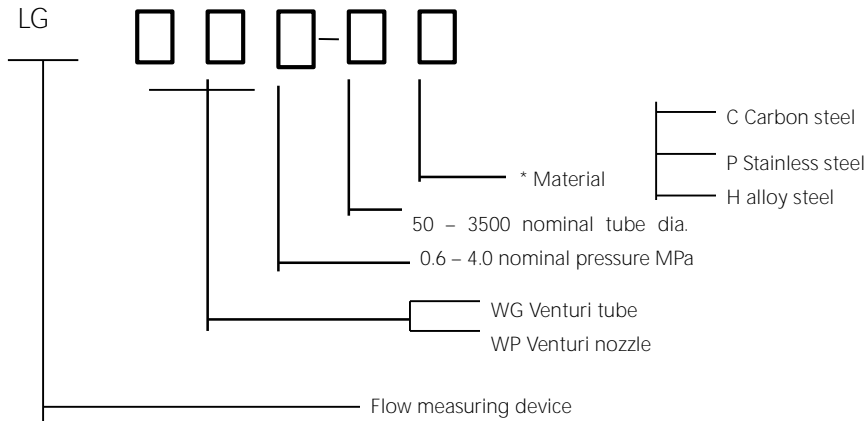 LG
C Carbon steel
P Stainless steel
* Material
H alloy steel
50 – 3500 nominal tube dia.
0.6 – 4.0 nominal pressure MPa
WG Venturi tube
WP Venturi nozzle
Flow measuring device